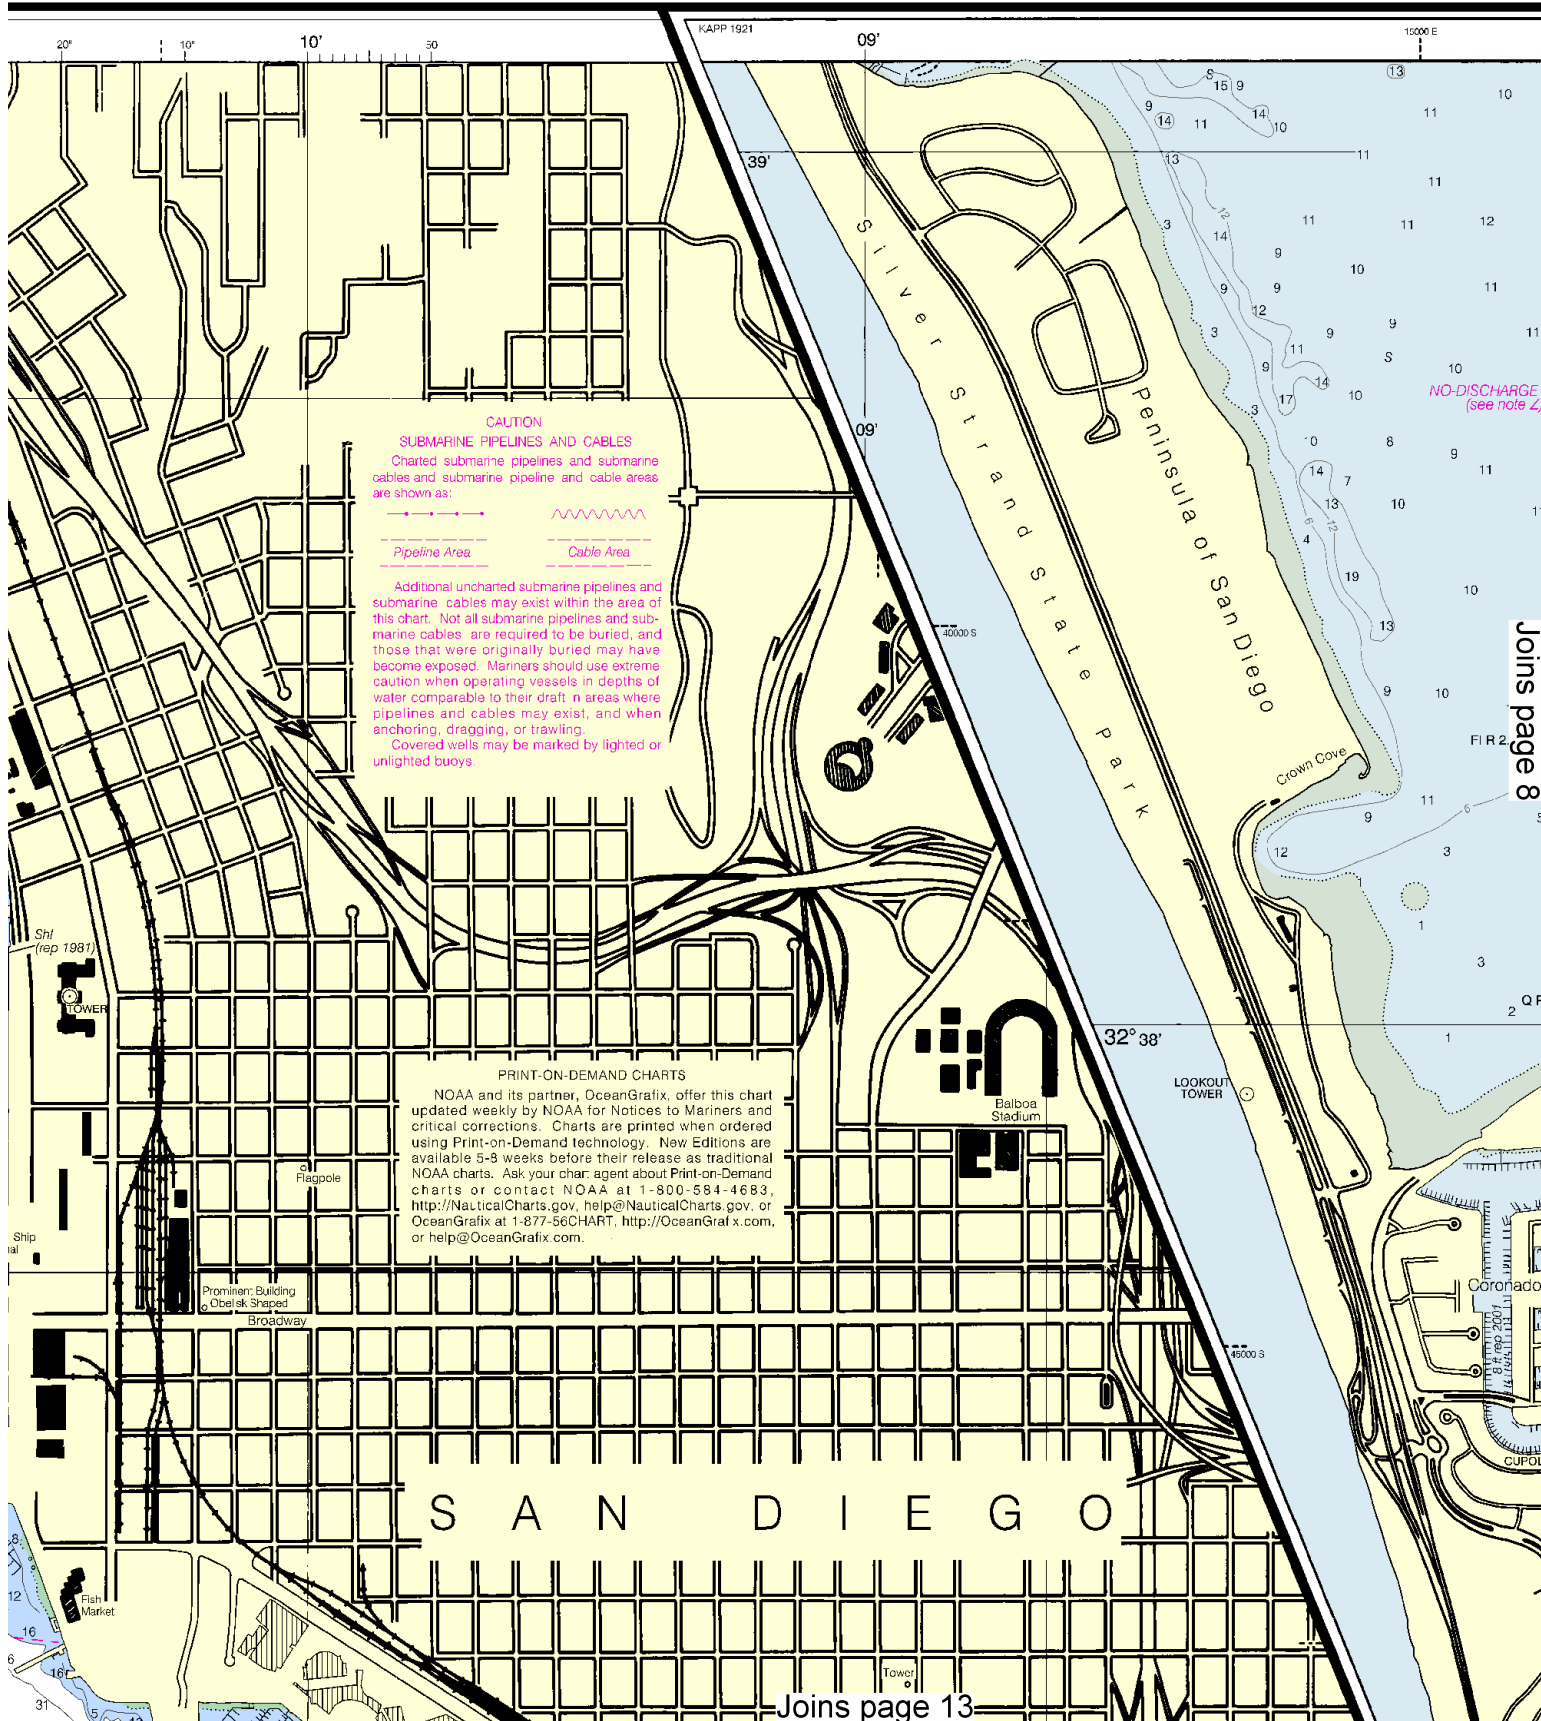 KAPP 1921
20"
10"
10'
50
09'
15000 E
39'
09'
Silver Strand State Park
Peninsula of San Diego
NO-DISCHARGE
(see note Z)
CAUTION
SUBMARINE PIPELINES AND CABLES
Charted submarine pipelines and submarine
cables and submarine pipeline and cable areas
are shown as:
Pipeline Area
Cable Area
Additional uncharted submarine pipelines and
submarine cables may exist within the area of
this chart. Not all submarine pipelines and sub-
marine cables are required to be buried, and
those that were originally buried may have
become exposed. Mariners should use extreme
caution when operating vessels in depths of
water comparable to their draft n areas where
pipelines and cables may exist, and when
anchoring, dragging, or trawling.
Covered wells may be marked by lighted or
unlighted buoys.
40000 S
Joins page 8
Fl R 2
Crown Cove
Shl
(rep 1981)
TOWER
32° 38'
Q R
LOOKOUT
TOWER
Balboa
Stadium
PRINT-ON-DEMAND CHARTS
NOAA and its partner, OceanGrafix, offer this chart
updated weekly by NOAA for Notices to Mariners and
critical corrections. Charts are printed when ordered
using Print-on-Demand technology. New Editions are
available 5-8 weeks before their release as traditional
NOAA charts. Ask your chart agent about Print-on-Demand
charts or contact NOAA at 1-800-584-4683,
http://NauticalCharts.gov, help@NauticalCharts.gov, or
OceanGrafix at 1-877-56CHART, http://OceanGraf x.com,
or help@OceanGrafix.com.
Flagpole
Ship
Prominent Building
Obelisk Shaped
Broadway
Coronado
8 ft rep 2001
45000 S
CUPOL
SAN DIEGO
Fish
Market
Tower
Joins page 13